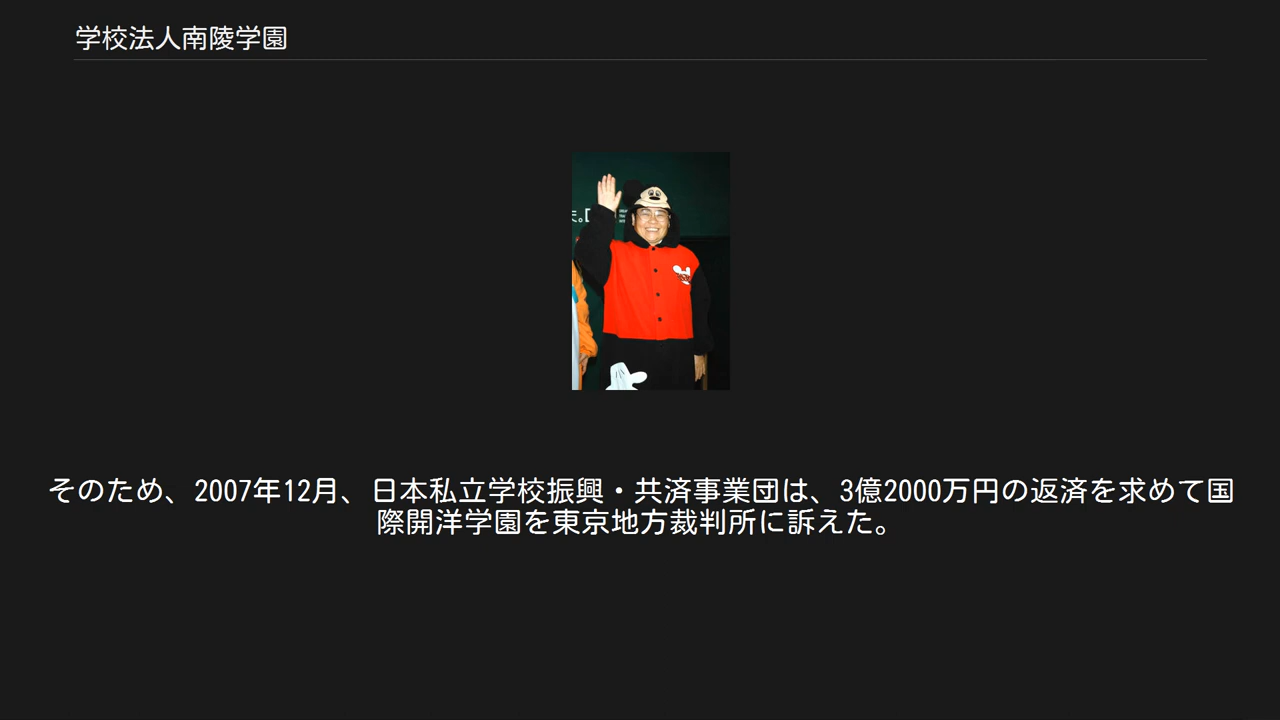 学校法人南陵学園
そのため、2007年12月、日本私立学校振興・共済事業団は、3億2000万円の返済を求めて国
際開洋学園を東京地方裁判所に訴えた。